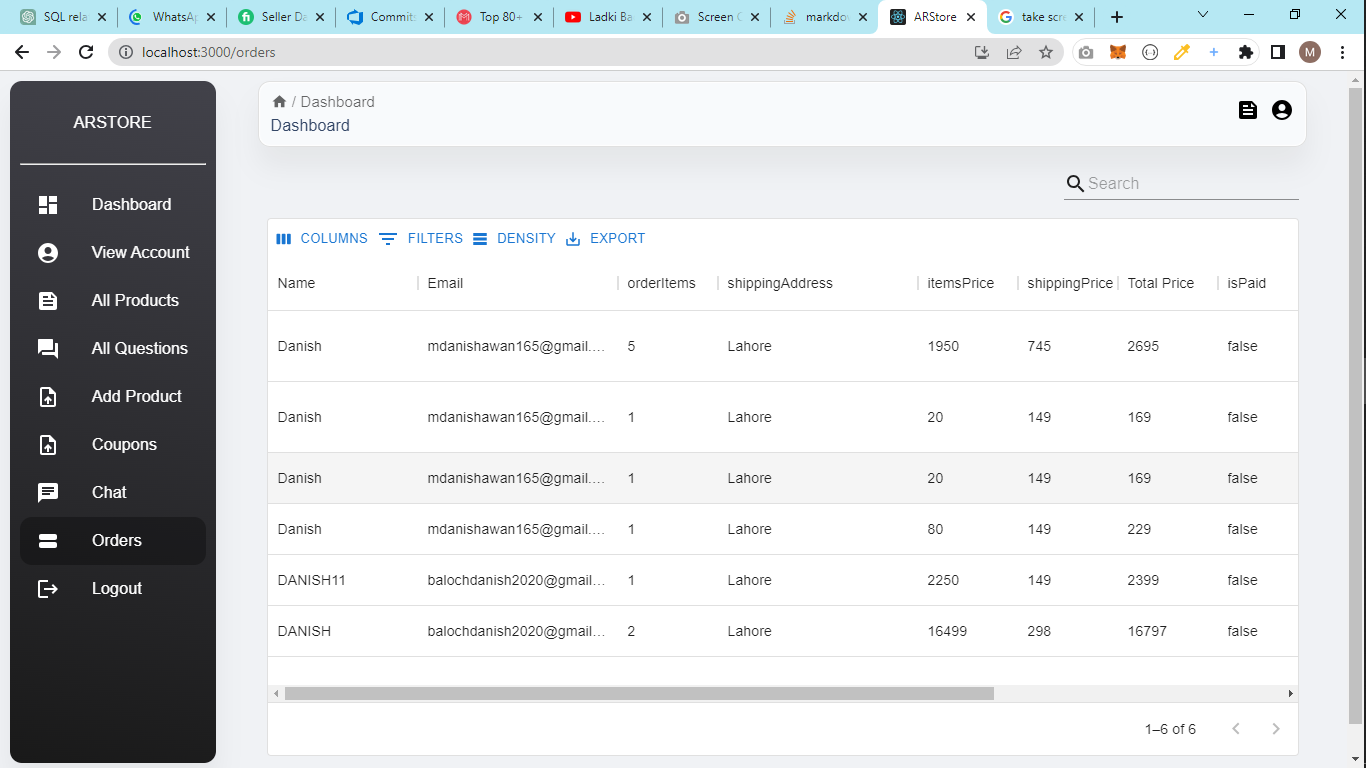 SQL rela
WhatsAp
Seller Da
Commits
Top 80+
Ladki Ba
Screen C
markdow
ARStore
take scre
localhost:3000/orders
M
ARSTORE
Dashboard
View Account
All Products
All Questions
Add Product
Coupons
Chat
Orders
Logout
/ Dashboard
Dashboard
Search
COLUMNS FILTERS DENSITY EXPORT
Name Email orderItems shippingAddress itemsPrice shippingPrice Total Price isPaid
Danish mdanishawan165@gmail.... 5 Lahore 1950 745 2695 false
Danish mdanishawan165@gmail.... 1 Lahore 20 149 169 false
Danish mdanishawan165@gmail.... 1 Lahore 20 149 169 false
Danish mdanishawan165@gmail.... 1 Lahore 80 149 229 false
DANISH11 balochdanish2020@gmail... 1 Lahore 2250 149 2399 false
DANISH balochdanish2020@gmail... 2 Lahore 16499 298 16797 false
1–6 of 6